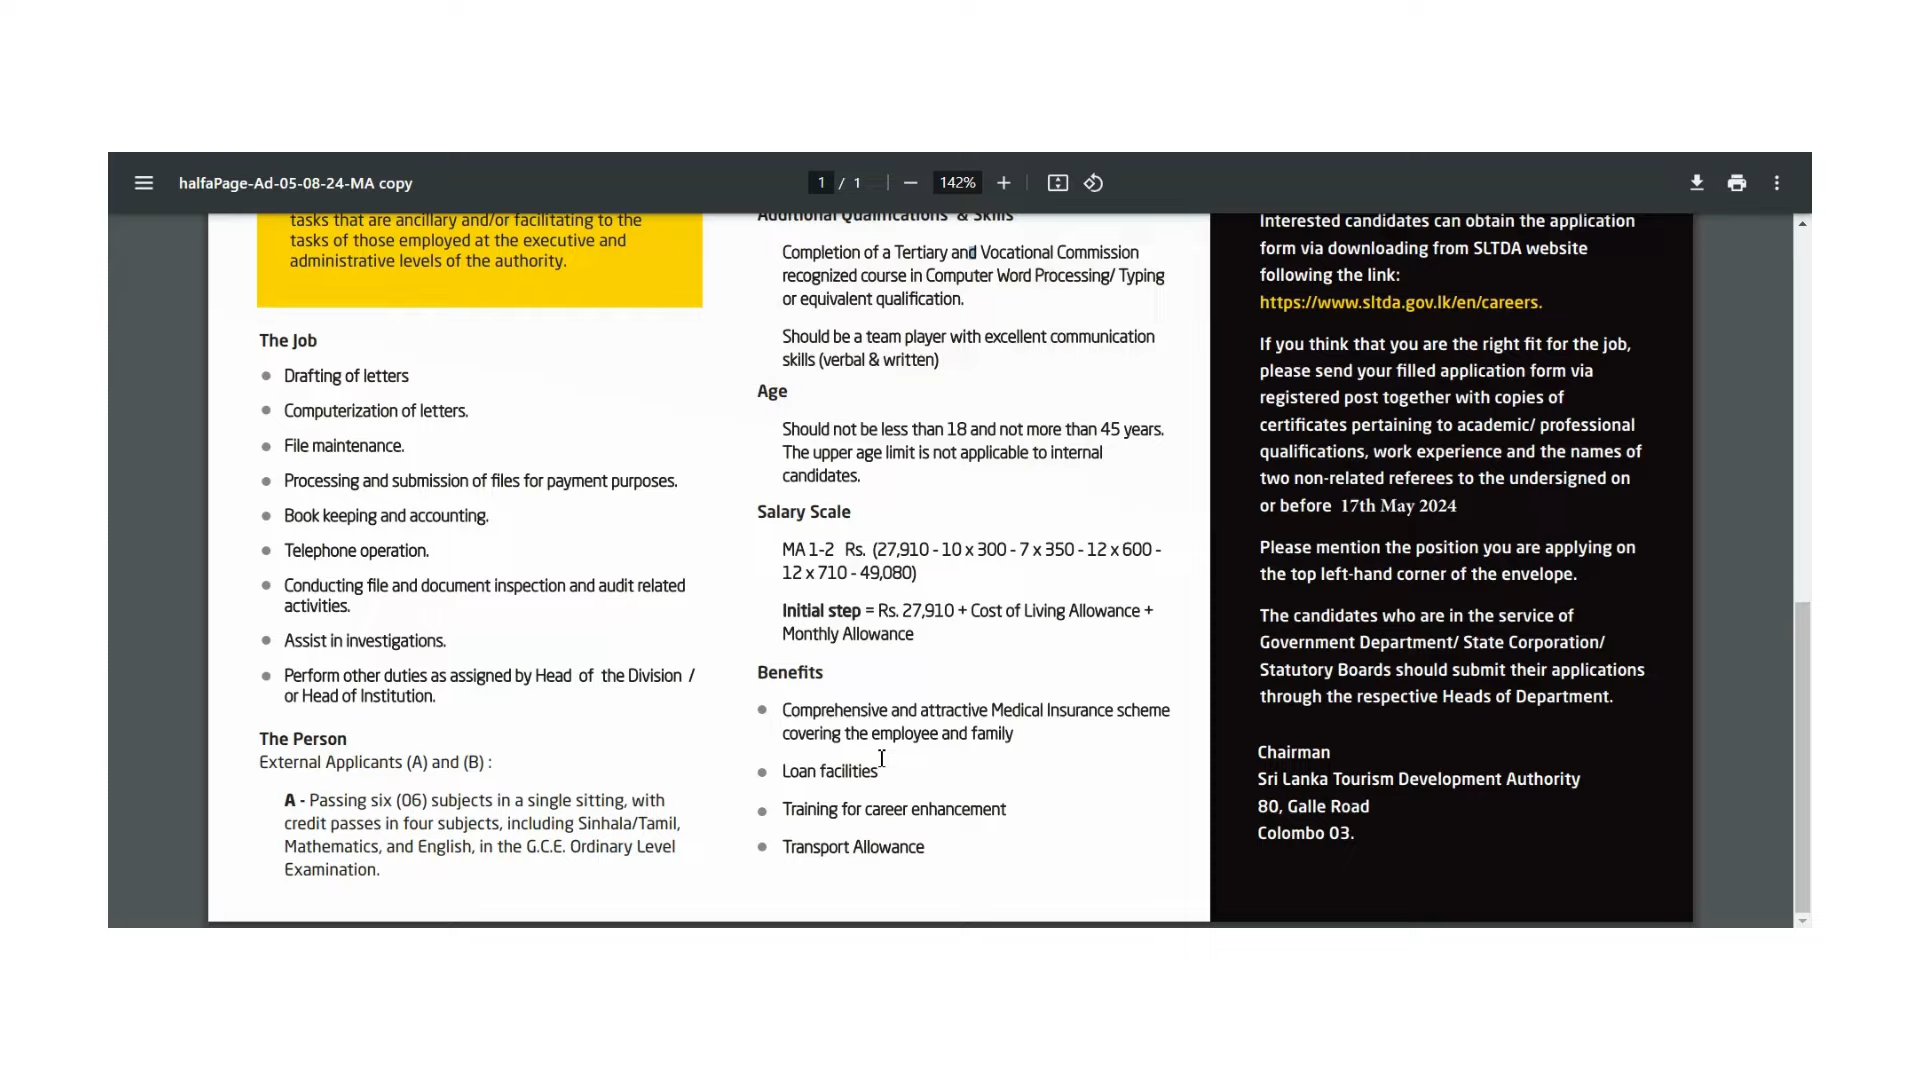 halfaPage-Ad-05-08-24-MA copy
1 / 1
142%
tasks that are ancillary and/or facilitating to the
tasks of those employed at the executive and
administrative levels of the authority.
The Job
Drafting of letters
Computerization of letters.
File maintenance.
Processing and submission of files for payment purposes.
Book keeping and accounting.
Telephone operation.
Conducting file and document inspection and audit related
activities.
Assist in investigations.
Perform other duties as assigned by Head of the Division /
or Head of Institution.
The Person
External Applicants (A) and (B) :
A - Passing six (06) subjects in a single sitting, with
credit passes in four subjects, including Sinhala/Tamil,
Mathematics, and English, in the G.C.E. Ordinary Level
Examination.
Additional Qualifications & Skills
Completion of a Tertiary and Vocational Commission
recognized course in Computer Word Processing/ Typing
or equivalent qualification.
Should be a team player with excellent communication
skills (verbal & written)
Age
Should not be less than 18 and not more than 45 years.
The upper age limit is not applicable to internal
candidates.
Salary Scale
MA 1-2 Rs. (27,910 - 10 x 300 - 7 x 350 - 12 x 600 -
12 x 710 - 49,080)
Initial step = Rs. 27,910 + Cost of Living Allowance +
Monthly Allowance
Benefits
Comprehensive and attractive Medical Insurance scheme
covering the employee and family
Loan facilities
Training for career enhancement
Transport Allowance
Interested candidates can obtain the application
form via downloading from SLTDA website
following the link:
https://www.sltda.gov.lk/en/careers.
If you think that you are the right fit for the job,
please send your filled application form via
registered post together with copies of
certificates pertaining to academic/ professional
qualifications, work experience and the names of
two non-related referees to the undersigned on
or before 17th May 2024
Please mention the position you are applying on
the top left-hand corner of the envelope.
The candidates who are in the service of
Government Department/ State Corporation/
Statutory Boards should submit their applications
through the respective Heads of Department.
Chairman
Sri Lanka Tourism Development Authority
80, Galle Road
Colombo 03.